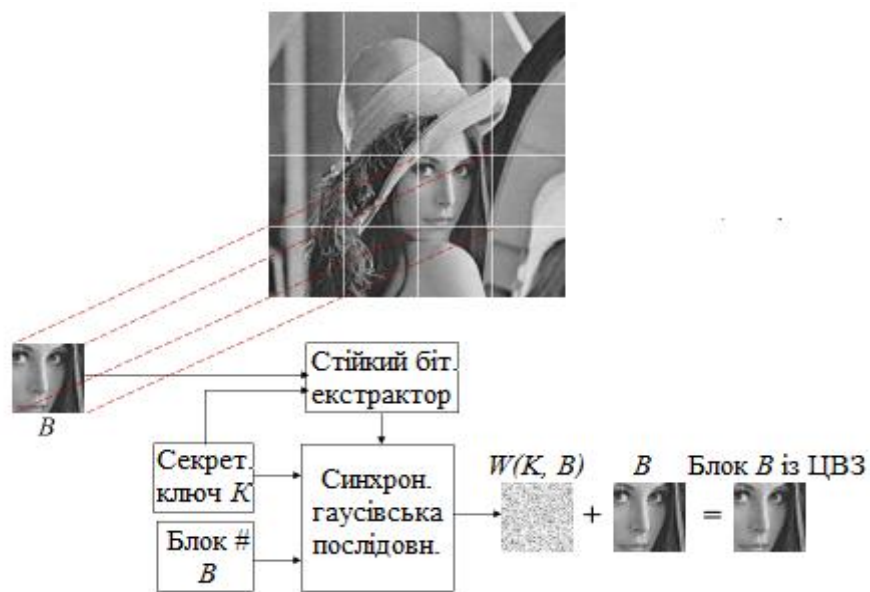 Стійкий біт.
екстрактор
B
Секрет.
ключ K
Синхрон.
гаусівська
послідовн.
W(K, B)
B
Блок B із ЦВЗ
+
=
Блок #
B